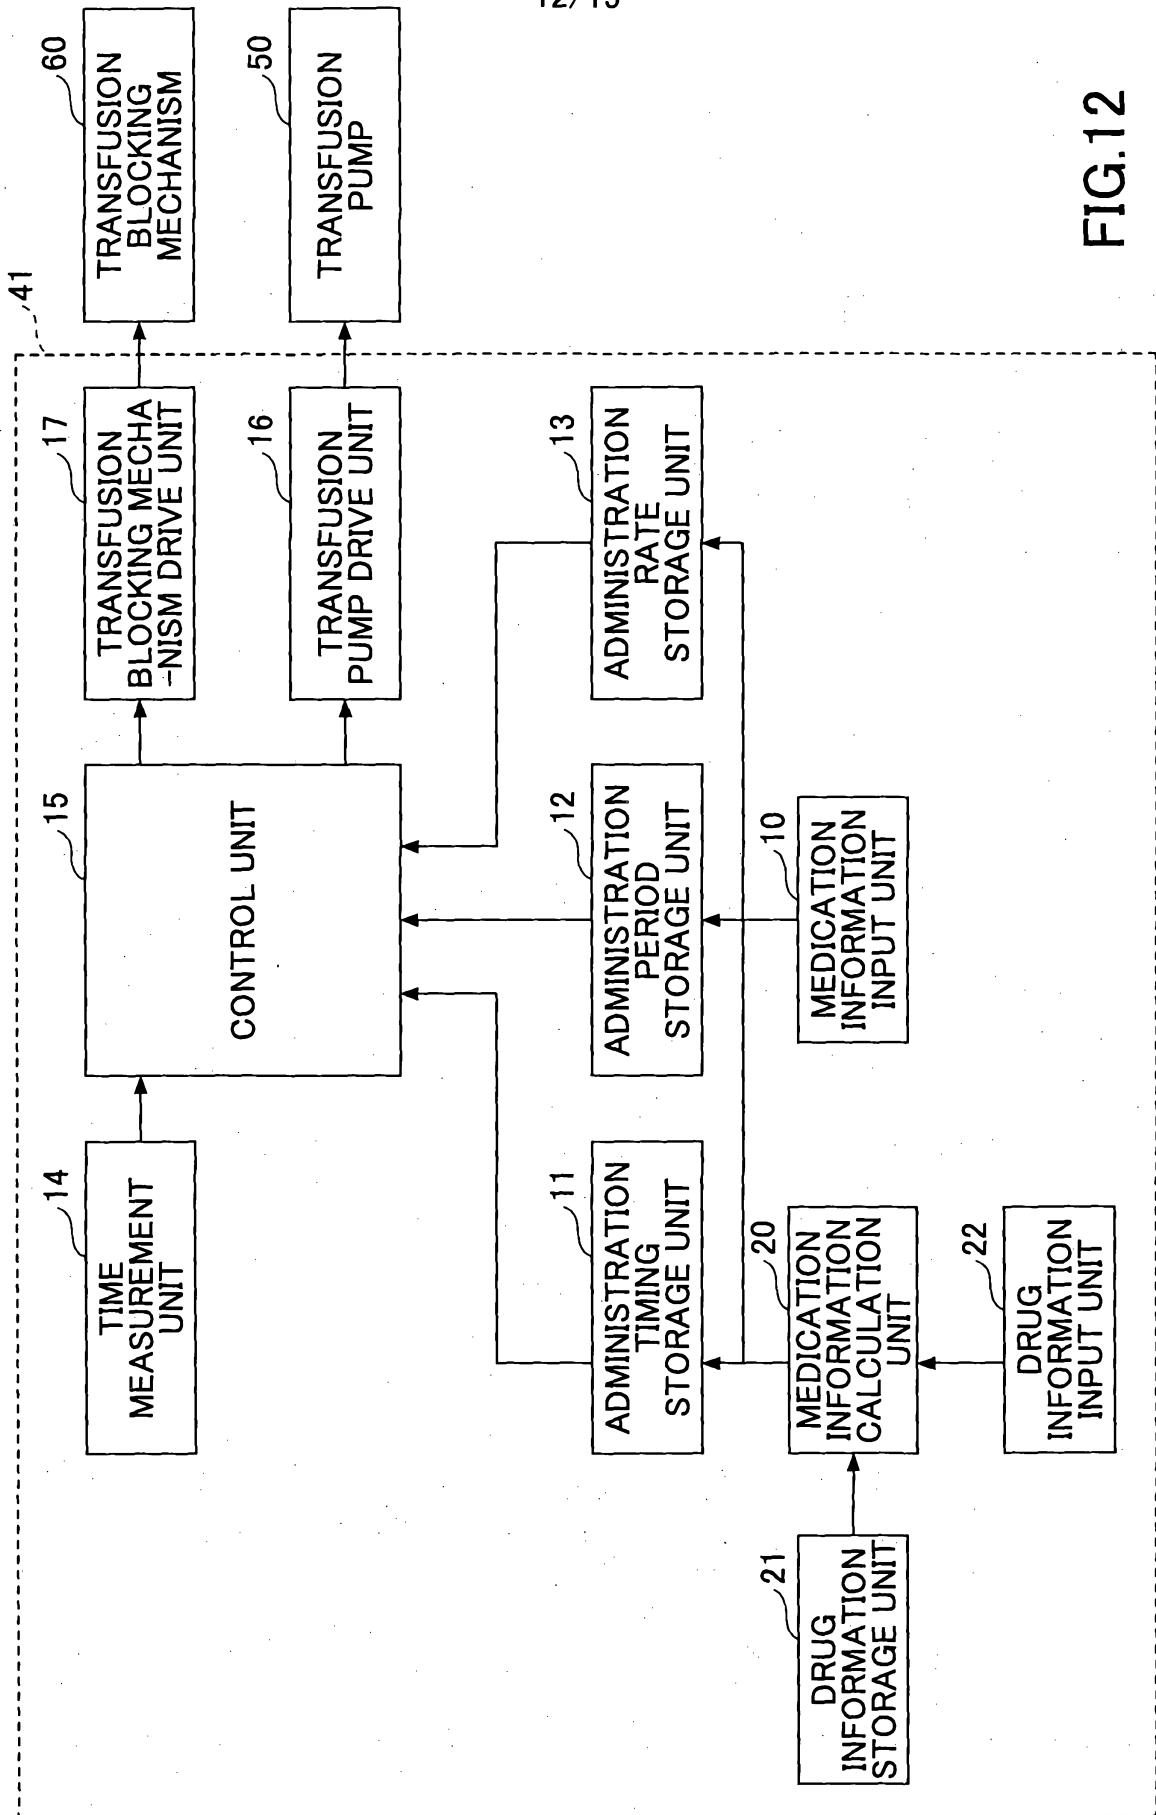 12/15
41
14
TIME
MEASUREMENT
UNIT
15
CONTROL UNIT
17
TRANSFUSION
BLOCKING MECHA
-NISM DRIVE UNIT
60
TRANSFUSION
BLOCKING
MECHANISM
16
TRANSFUSION
PUMP DRIVE UNIT
50
TRANSFUSION
PUMP
11
ADMINISTRATION
TIMING
STORAGE UNIT
12
ADMINISTRATION
PERIOD
STORAGE UNIT
13
ADMINISTRATION
RATE
STORAGE UNIT
21
DRUG
INFORMATION
STORAGE UNIT
20
MEDICATION
INFORMATION
CALCULATION
UNIT
10
MEDICATION
INFORMATION
INPUT UNIT
22
DRUG
INFORMATION
INPUT UNIT
FIG.12